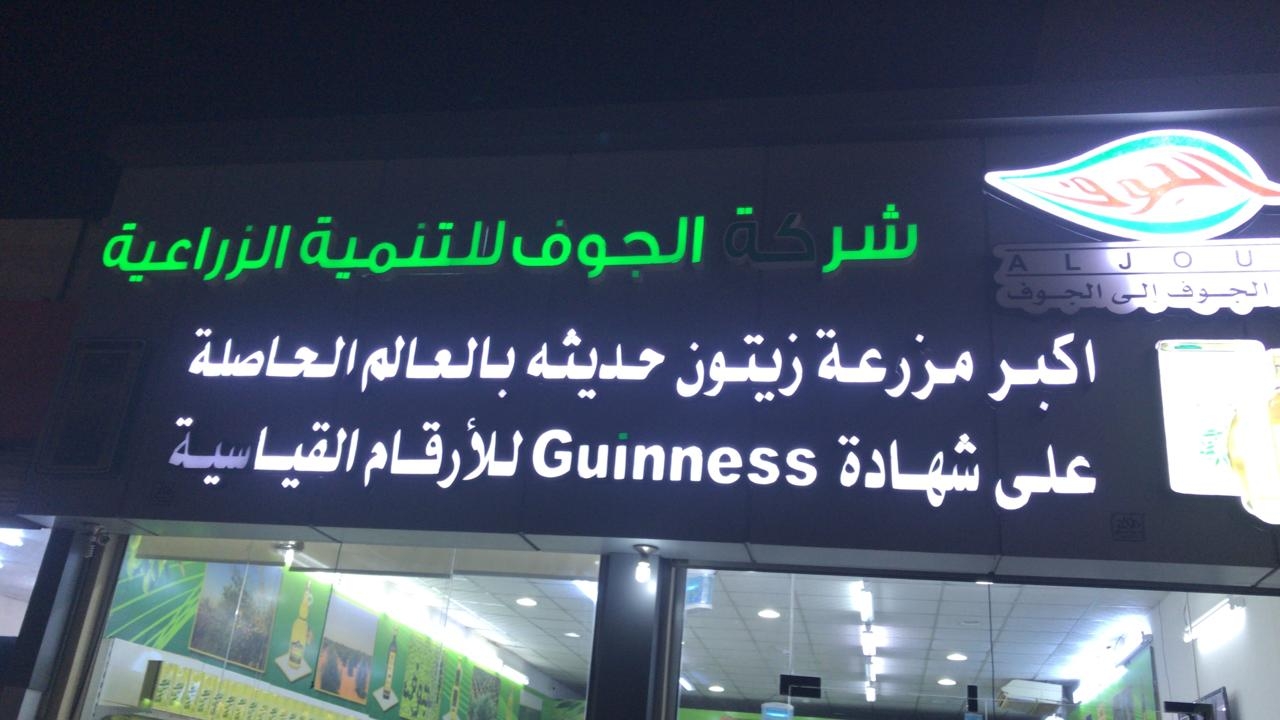 شركة الجوف للتنمية الزراعية
الجوف
ALJOU
الجوف إلى الجوف
اكبر مزرعة زيتون حديثه بالعالم الحاصلة
على شهادة Guinness للأرقام القياسية